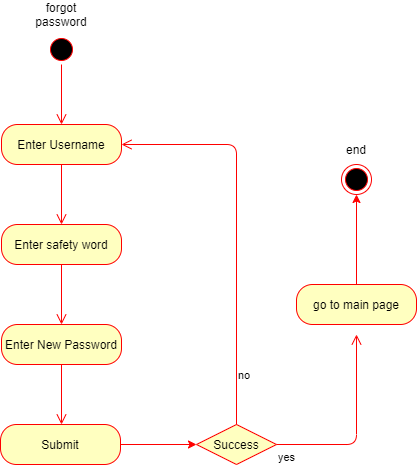 forgot
password
Enter Username
end
Enter safety word
go to main page
Enter New Password
no
Submit
Success
yes